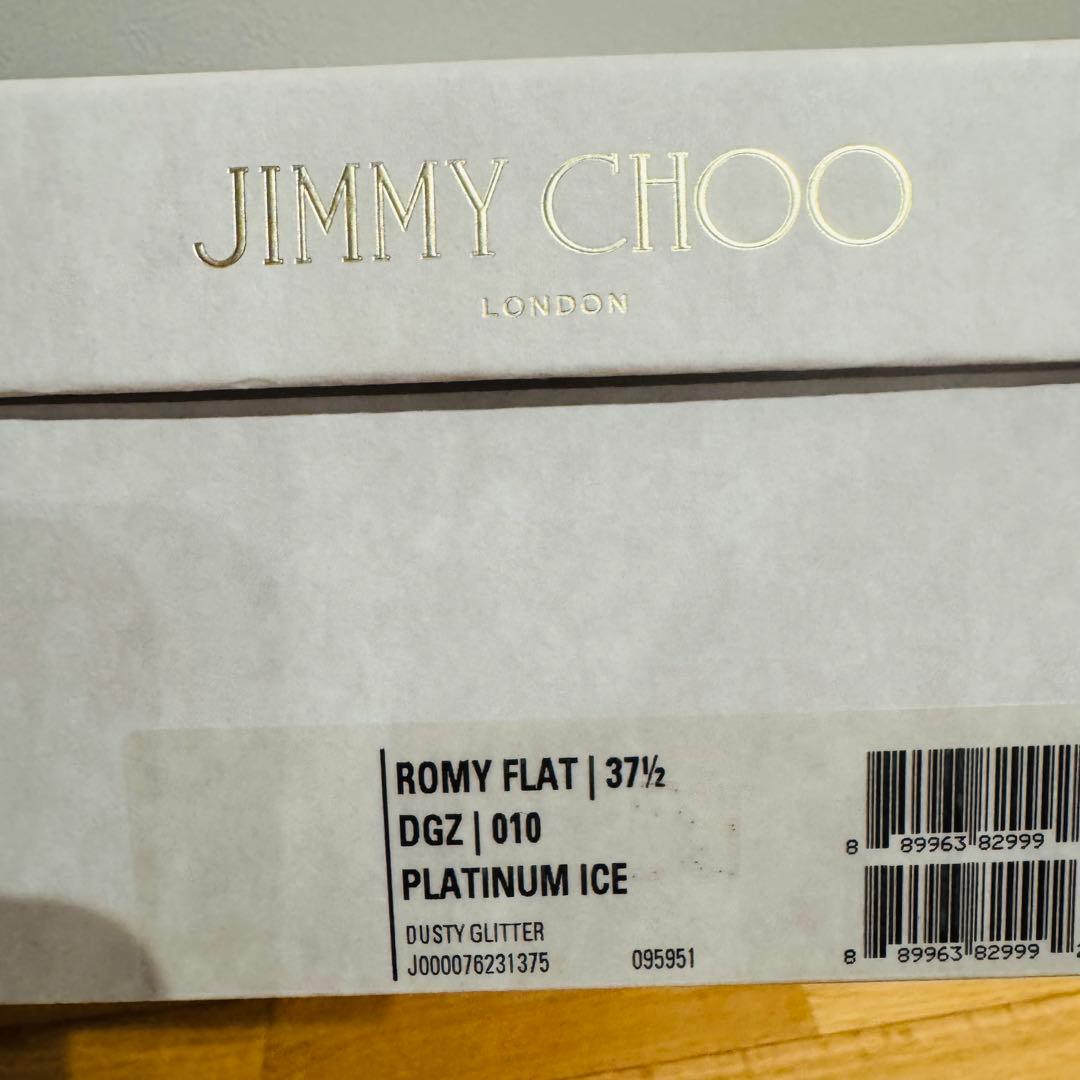 JIMMY CHOO
LONDON
ROMY FLAT | 37½
DGZ | 010
PLATINUM ICE
DUSTY GLITTER
J000076231375 095951
8 89963 82999
8 89963 82999